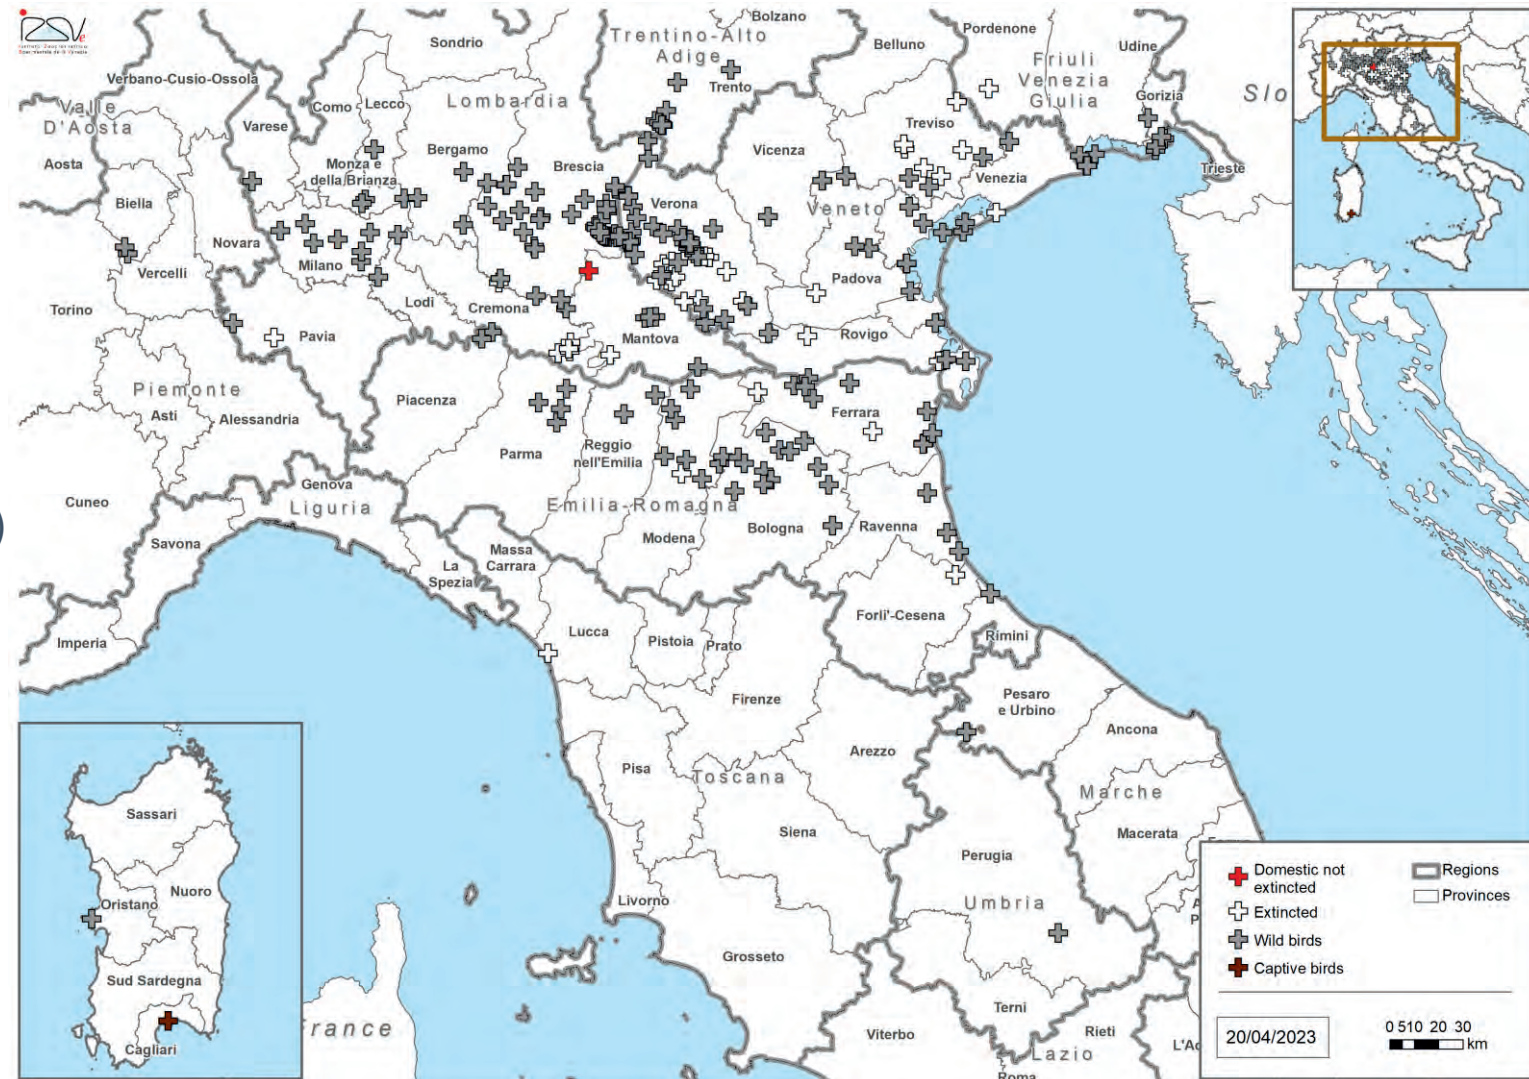 IZSVe
Bolzano
Sondrio
Trentino-Alto
Adige
Belluno
Pordenone
Udine
Friuli
Venezia
Giulia
Slo
Verbano-Cusio-Ossola
Valle
D'Aosta
Como
Lecco
Lombardia
Trento
Gorizia
Varese
Treviso
Aosta
Bergamo
Brescia
Vicenza
Monza e
della Brianza
Venezia
Trieste
Biella
Verona
Veneto
Novara
Milano
Vercelli
Padova
Torino
Lodi
Cremona
Pavia
Mantova
Rovigo
Piemonte
Asti
Alessandria
Piacenza
Ferrara
Parma
Reggio
nell'Emilia
Cuneo
Genova
Liguria
Emilia-Romagna
Savona
Modena
Bologna
Ravenna
Massa
Carrara
La
Spezia
Imperia
Lucca
Pistoia
Prato
Forli'-Cesena
Rimini
Firenze
Pesaro
e Urbino
Ancona
Arezzo
Pisa
Toscana
Marche
Siena
Macerata
Perugia
Umbria
Livorno
Grosseto
Terni
Viterbo
Rieti
Lazio
Roma
L'A
rance
Sassari
Nuoro
Oristano
Sud Sardegna
Cagliari
Domestic not
extincted
Extincted
Wild birds
Captive birds
Regions
Provinces
20/04/2023
0 510 20 30
km